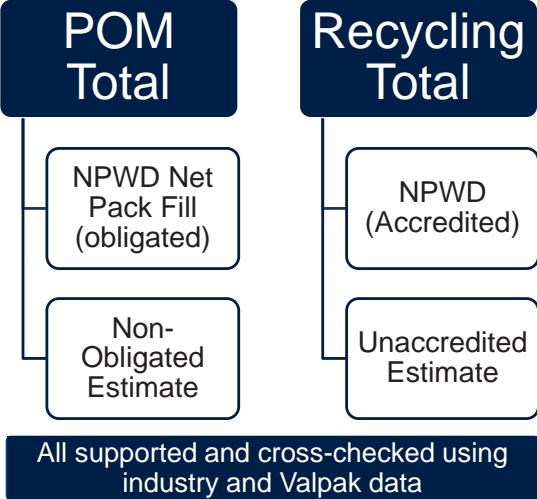 POM
Total
NPWD Net
Pack Fill
(obligated)
Non-
Obligated
Estimate
Recycling
Total
NPWD
(Accredited)
Unaccredited
Estimate
All supported and cross-checked using
industry and Valpak data